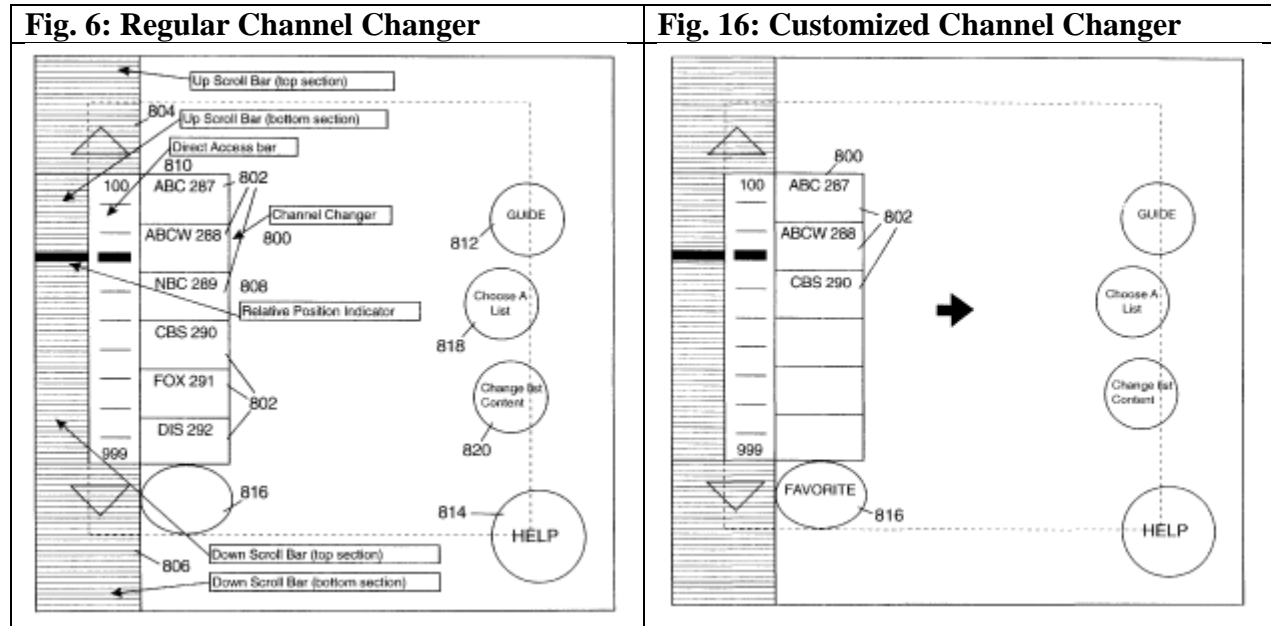 Fig. 6: Regular Channel Changer
Up Scroll Bar (top section)
804
Up Scroll Bar (bottom section)
Direct Access bar
810
100
ABC 287
802
Channel Changer
ABCW 288
800
NBC 289
808
Relative Position Indicator
CBS 290
FOX 291
802
DIS 292
999
816
GUIDE
812
Choose A
List
818
Change list
Content
820
814
HELP
Down Scroll Bar (top section)
806
Down Scroll Bar (bottom section)
Fig. 16: Customized Channel Changer
800
100
ABC 287
802
ABCW 288
CBS 290
999
FAVORITE
816
GUIDE
Choose A
List
Change list
Content
HELP